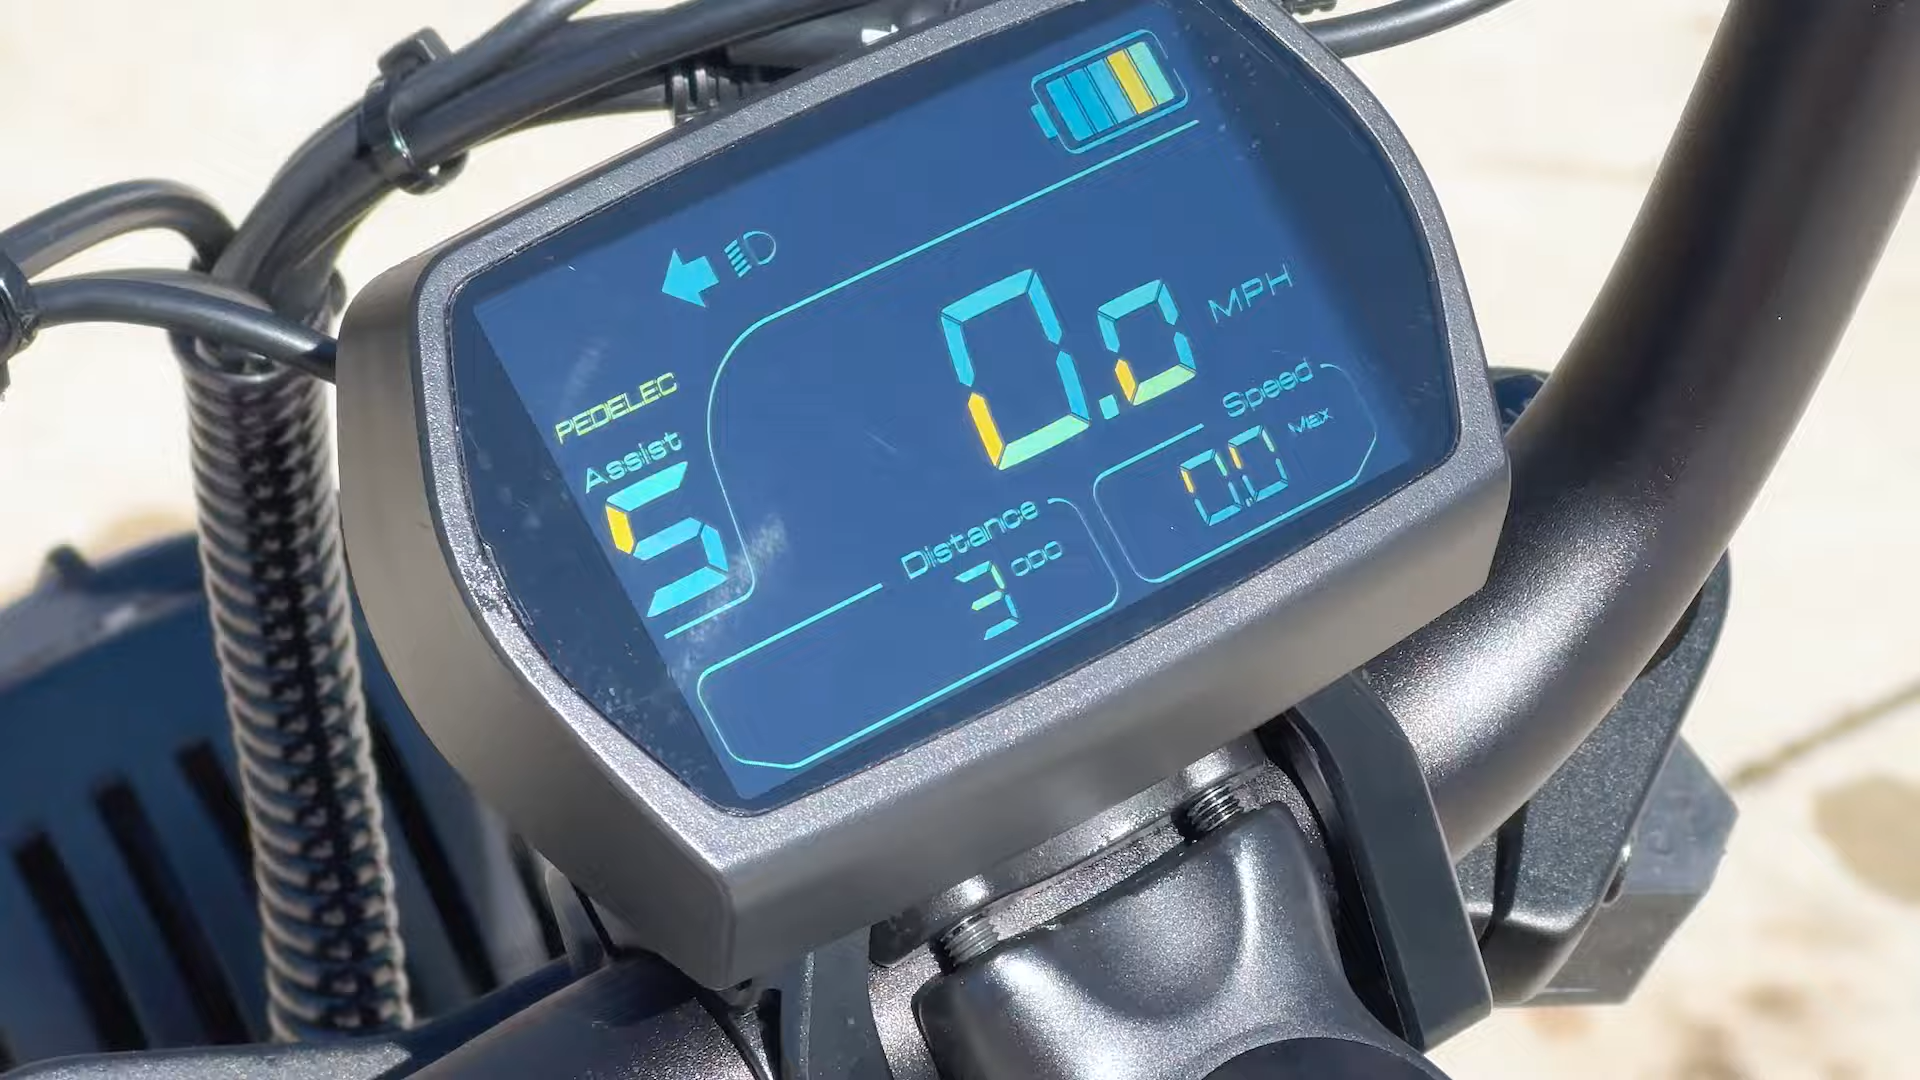 PEDELEC
Assist
5
0.0 MPH
Speed
0.0 Max
Distance
3 ODO